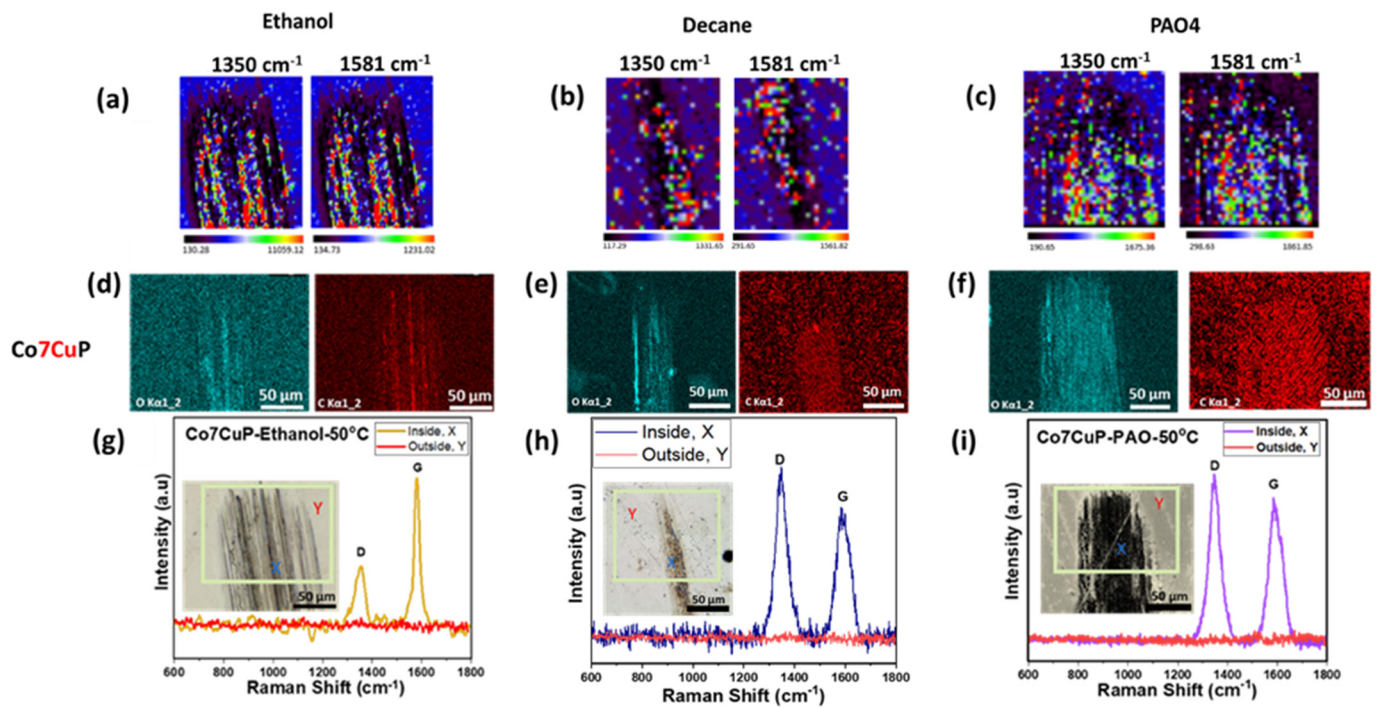 Ethanol
Decane
PAO4
1350 cm-1 1581 cm-1
1350 cm-1 1581 cm-1
1350 cm-1 1581 cm-1
(a)
(b)
(c)
130.28 11059.12
134.73 1231.02
117.29 1331.65
291.65 1561.82
190.65 1675.36
298.63 1861.85
(d)
(e)
(f)
Co7CuP
O Kα1_2 50 μm
C Kα1_2 50 μm
O Kα1_2 50 μm
C Kα1_2 50 μm
O Kα1_2 50 μm
C Kα1_2 50 μm
(g)
Co7CuP-Ethanol-50°C
Inside, X
Outside, Y
Y
X
50 μm
D
G
Intensity (a.u)
600 800 1000 1200 1400 1600 1800
Raman Shift (cm-1)
(h)
Inside, X
Outside, Y
Y
X
50 μm
D
G
Intensity (a.u)
600 800 1000 1200 1400 1600 1800
Raman Shift (cm-1)
(i)
Co7CuP-PAO-50°C
Inside, X
Outside, Y
Y
X
50 μm
D
G
Intensity (a.u)
600 800 1000 1200 1400 1600 1800
Raman Shift (cm-1)